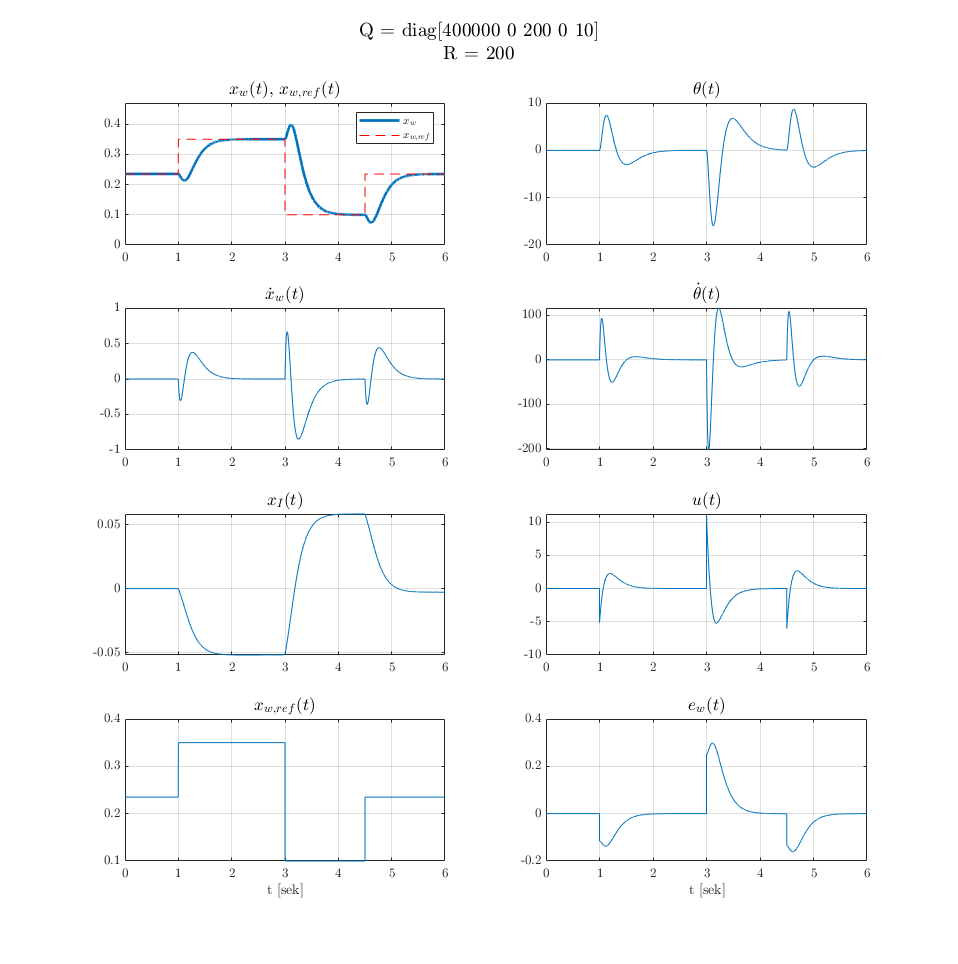 Q = diag[400000 0 200 0 10]
R = 200
x_w(t), x_{w,ref}(t)
0.4
0.3
0.2
0.1
0
0 1 2 3 4 5 6
x_w
x_{w,ref}
θ(t)
10
0
-10
-20
0 1 2 3 4 5 6
ẋ_w(t)
1
0.5
0
-0.5
-1
0 1 2 3 4 5 6
θ̇(t)
100
0
-100
-200
0 1 2 3 4 5 6
x_I(t)
0.05
0
-0.05
0 1 2 3 4 5 6
u(t)
10
5
0
-5
-10
0 1 2 3 4 5 6
x_{w,ref}(t)
0.4
0.3
0.2
0.1
0 1 2 3 4 5 6
t [sek]
e_w(t)
0.4
0.2
0
-0.2
0 1 2 3 4 5 6
t [sek]